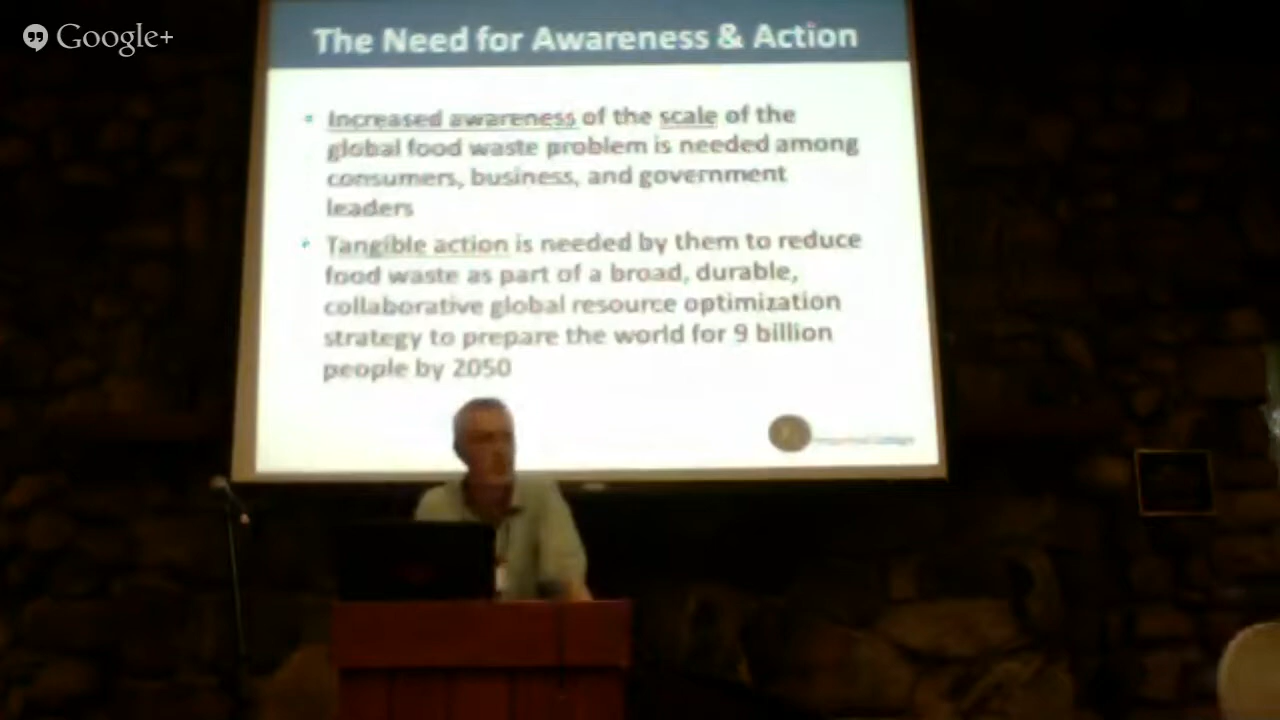 Google+
The Need for Awareness & Action
Increased awareness of the scale of the
global food waste problem is needed among
consumers, business, and government
leaders
Tangible action is needed by them to reduce
food waste as part of a broad, durable,
collaborative global resource optimization
strategy to prepare the world for 9 billion
people by 2050